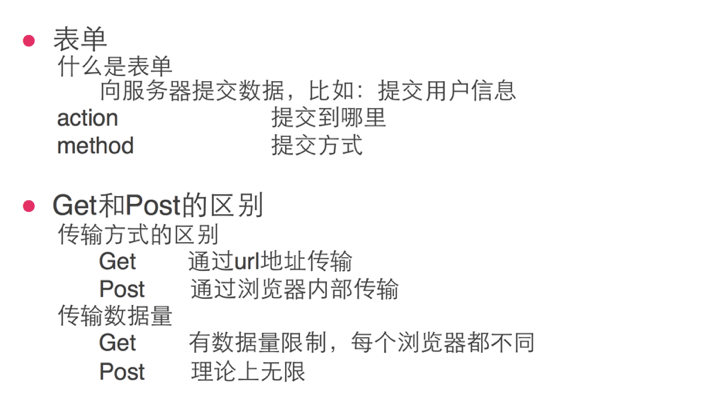 表单
什么是表单
向服务器提交数据，比如：提交用户信息
action 提交到哪里
method 提交方式
Get和Post的区别
传输方式的区别
Get 通过url地址传输
Post 通过浏览器内部传输
传输数据量
Get 有数据量限制，每个浏览器都不同
Post 理论上无限